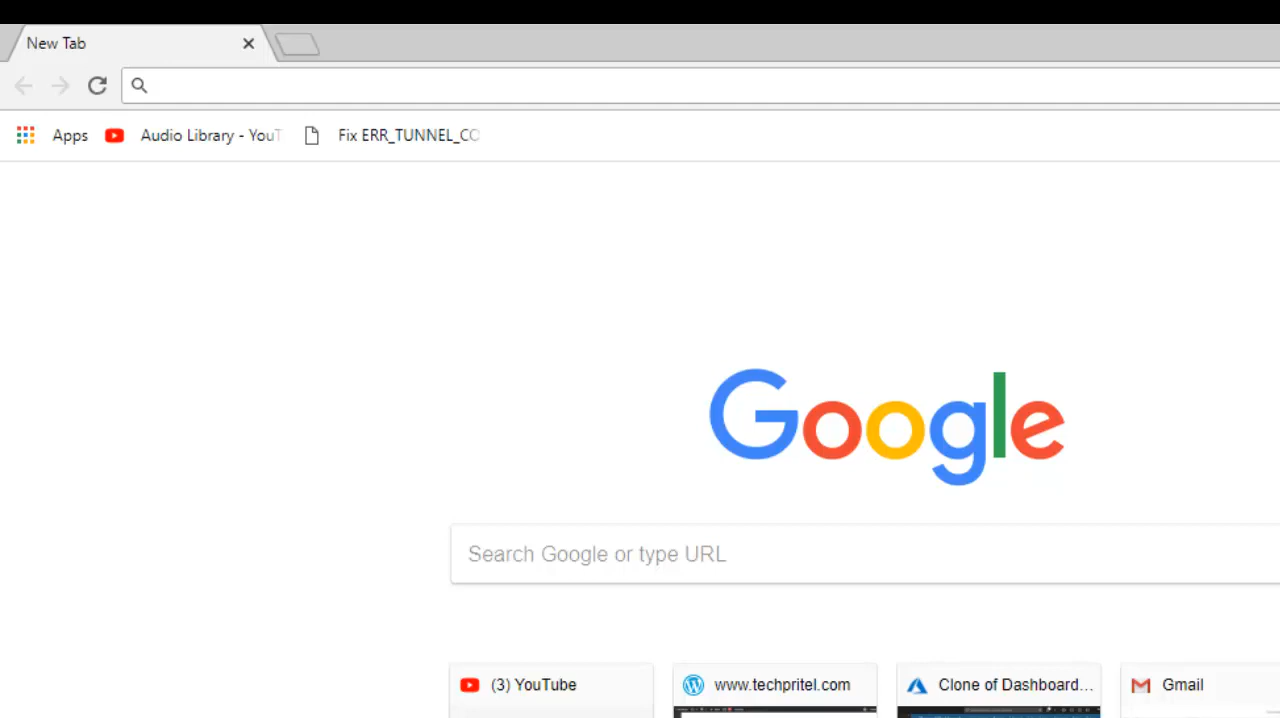 New Tab
Apps Audio Library - YouT Fix ERR_TUNNEL_CO
Google
Search Google or type URL
(3) YouTube www.techpritel.com Clone of Dashboard... Gmail